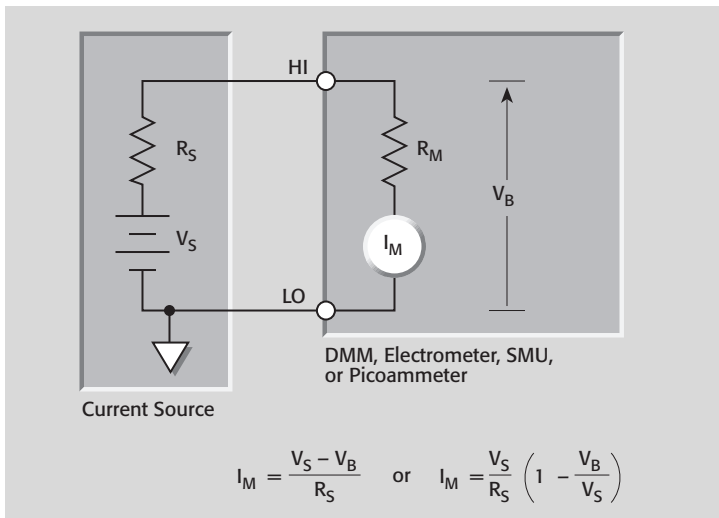 HI
R_S
R_M
V_B
V_S
I_M
LO
DMM, Electrometer, SMU,
or Picoammeter
Current Source
I_M = (V_S – V_B) / R_S or I_M = V_S / R_S (1 – V_B / V_S)